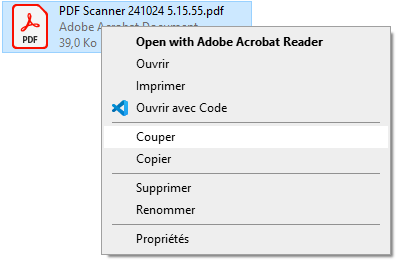 PDF Scanner 241024 5.15.55.pdf
Adobe Acrobat Document
39,0 Ko
PDF
Open with Adobe Acrobat Reader
Ouvrir
Imprimer
Ouvrir avec Code
Couper
Copier
Supprimer
Renommer
Propriétés